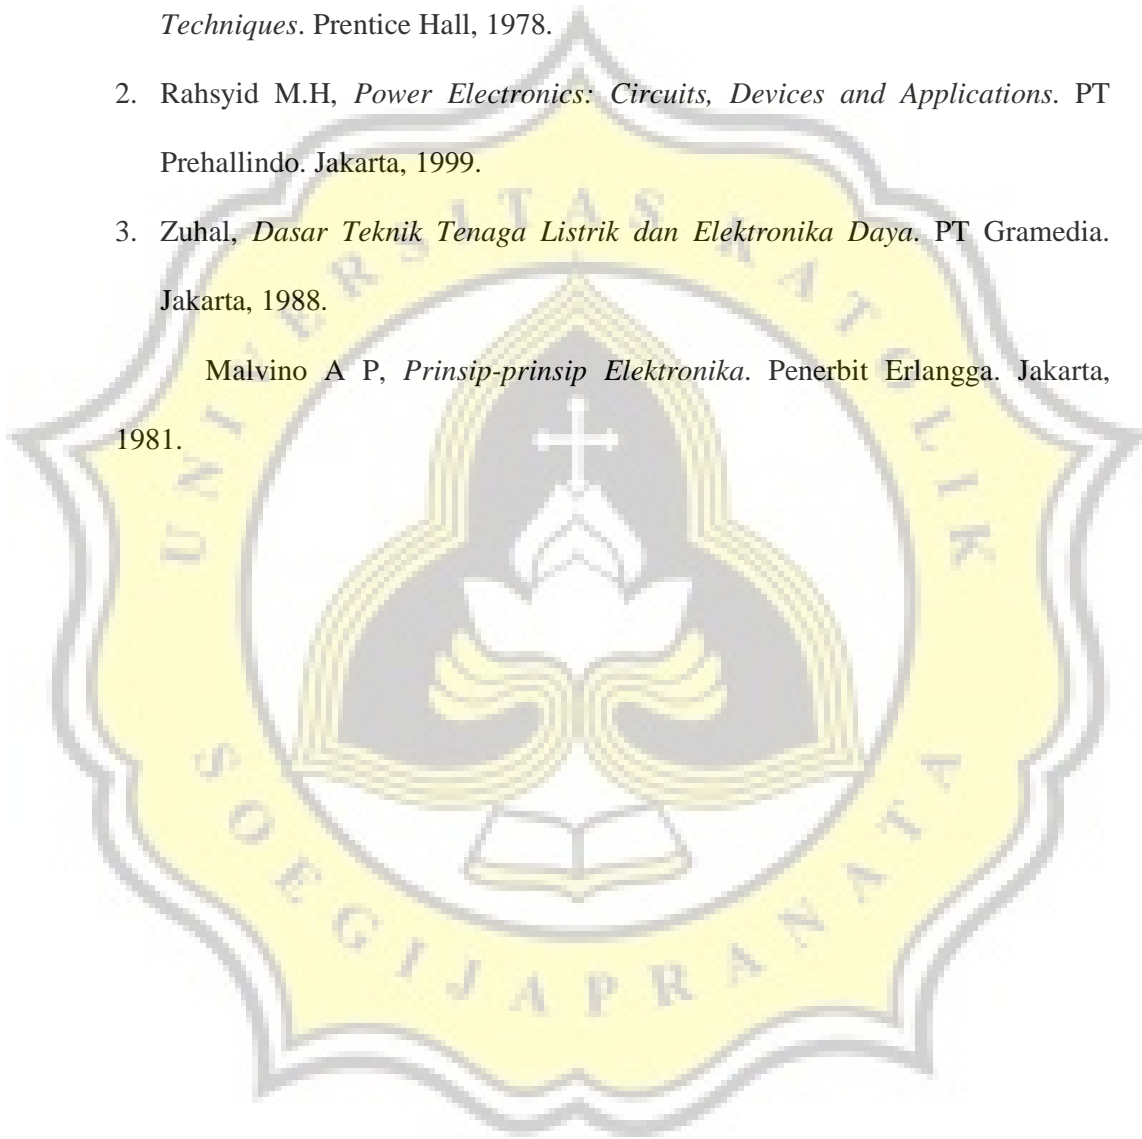 Techniques. Prentice Hall, 1978.
2. Rahsyid M.H, Power Electronics: Circuits, Devices and Applications. PT
Prehallindo. Jakarta, 1999.
3. Zuhal, Dasar Teknik Tenaga Listrik dan Elektronika Daya. PT Gramedia.
Jakarta, 1988.
Malvino A P, Prinsip-prinsip Elektronika. Penerbit Erlangga. Jakarta,
1981.
UNIVERSITAS KATOLIK
SOEGIJAPRANATA